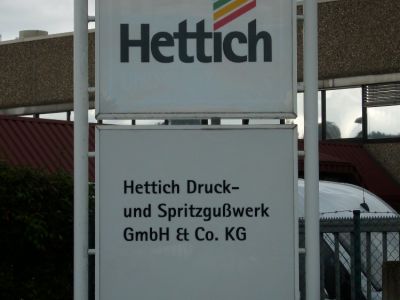 Hettich
Hettich Druck-
und Spritzgußwerk
GmbH & Co. KG